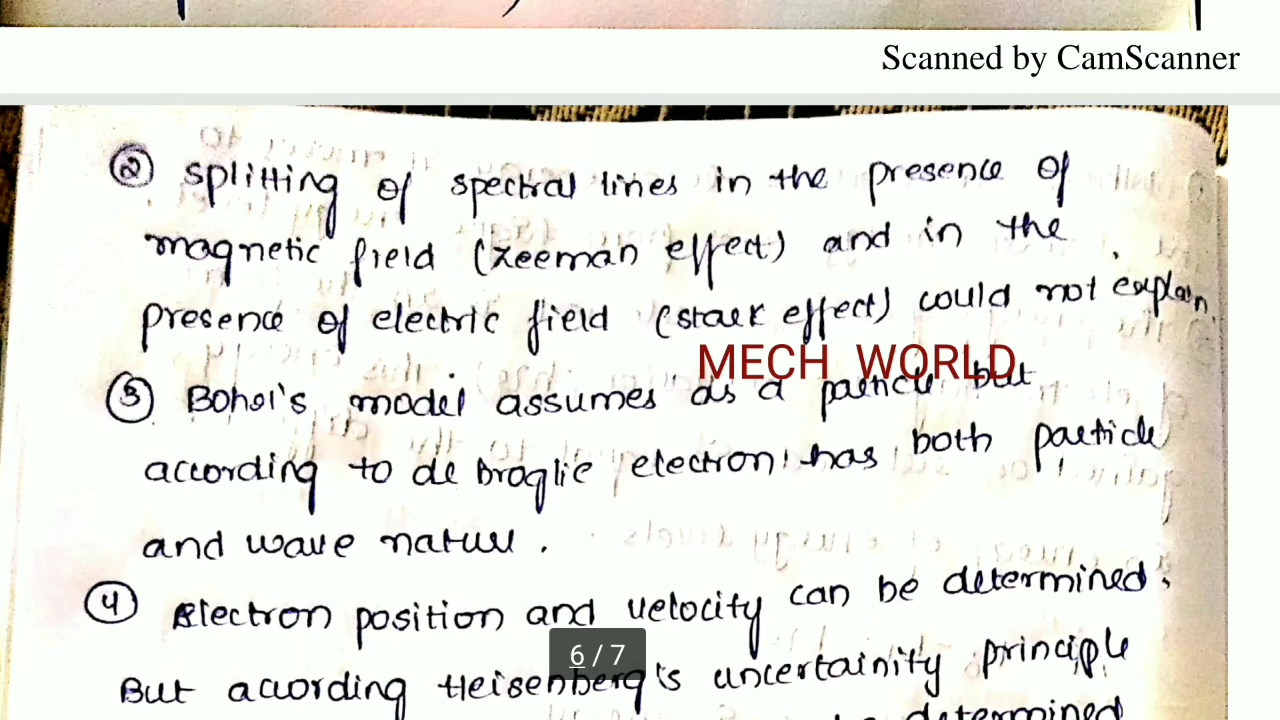 Scanned by CamScanner
② splitting of spectral lines in the presence of
magnetic field (zeeman effect) and in the
presence of electric field (stark effect) could not explain.
MECH WORLD
③ Bohr's model assumes as a particle but
according to de broglie electron has both particle
and wave nature.
④ Electron position and velocity can be determined.
6 / 7
But according Heisenberg's uncertainity principle
determined